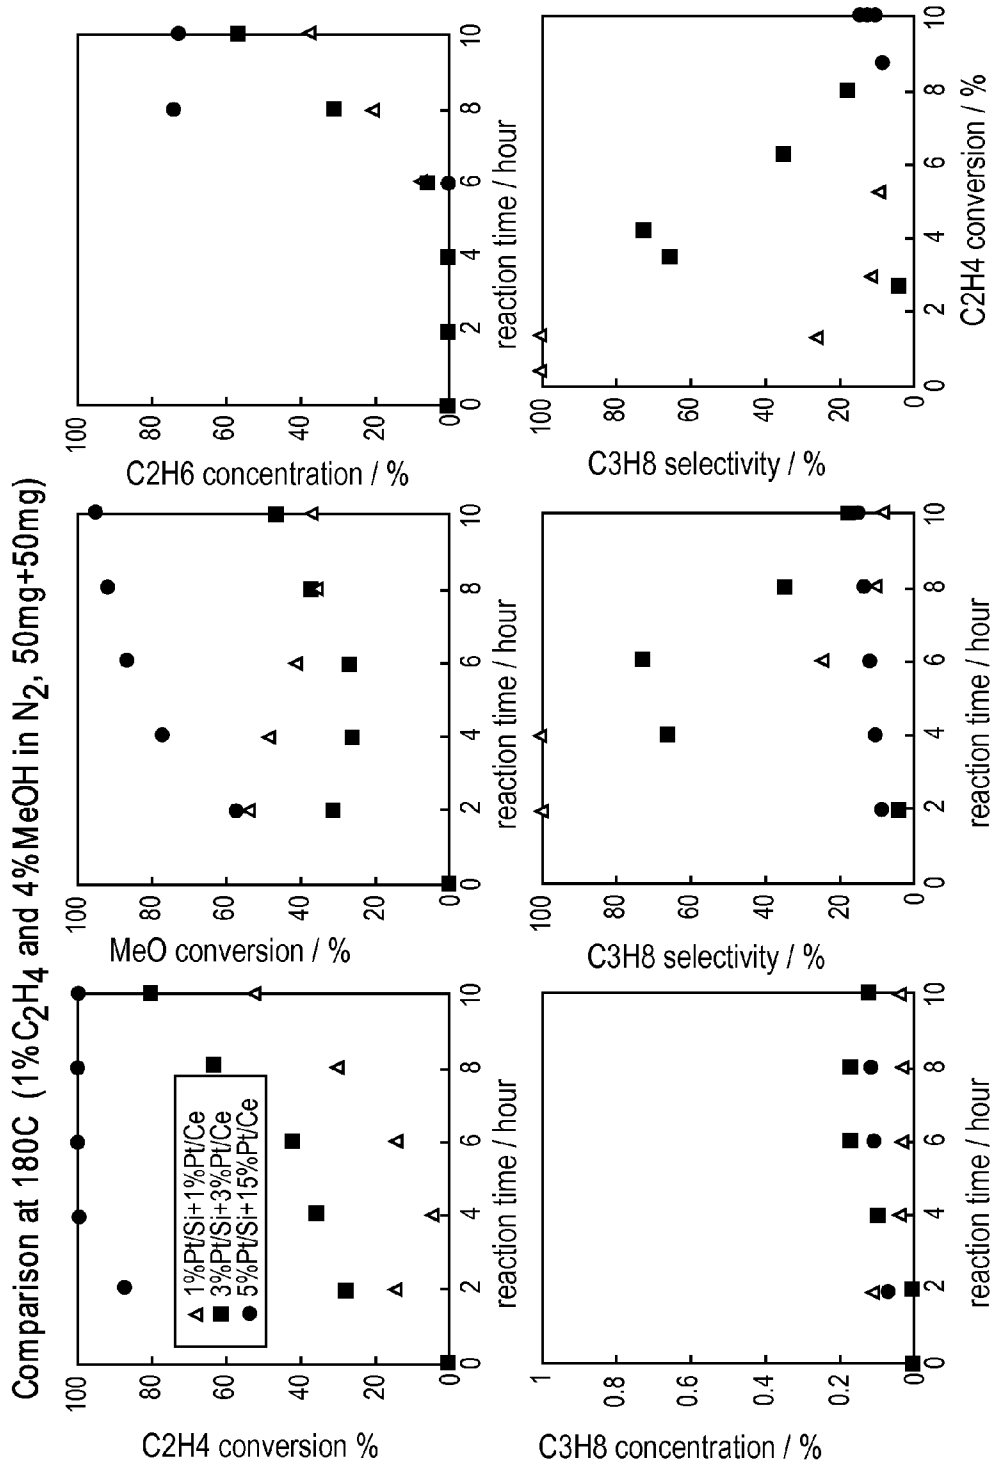 Comparison at 180C (1%C2H4 and 4%MeOH in N2, 50mg+50mg)
C2H4 conversion %
100
80
60
40
20
0
1%Pt/Si+1%Pt/Ce
3%Pt/Si+3%Pt/Ce
5%Pt/Si+15%Pt/Ce
0 2 4 6 8 10
reaction time / hour
MeO conversion / %
100
80
60
40
20
0
0 2 4 6 8 10
reaction time / hour
C2H6 concentration / %
100
80
60
40
20
0
0 2 4 6 8 10
reaction time / hour
C3H8 concentration / %
1
0.8
0.6
0.4
0.2
0
0 2 4 6 8 10
reaction time / hour
C3H8 selectivity / %
100
80
60
40
20
0
0 2 4 6 8 10
reaction time / hour
C3H8 selectivity / %
100
80
60
40
20
0
0 2 4 6 8 10
C2H4 conversion / %